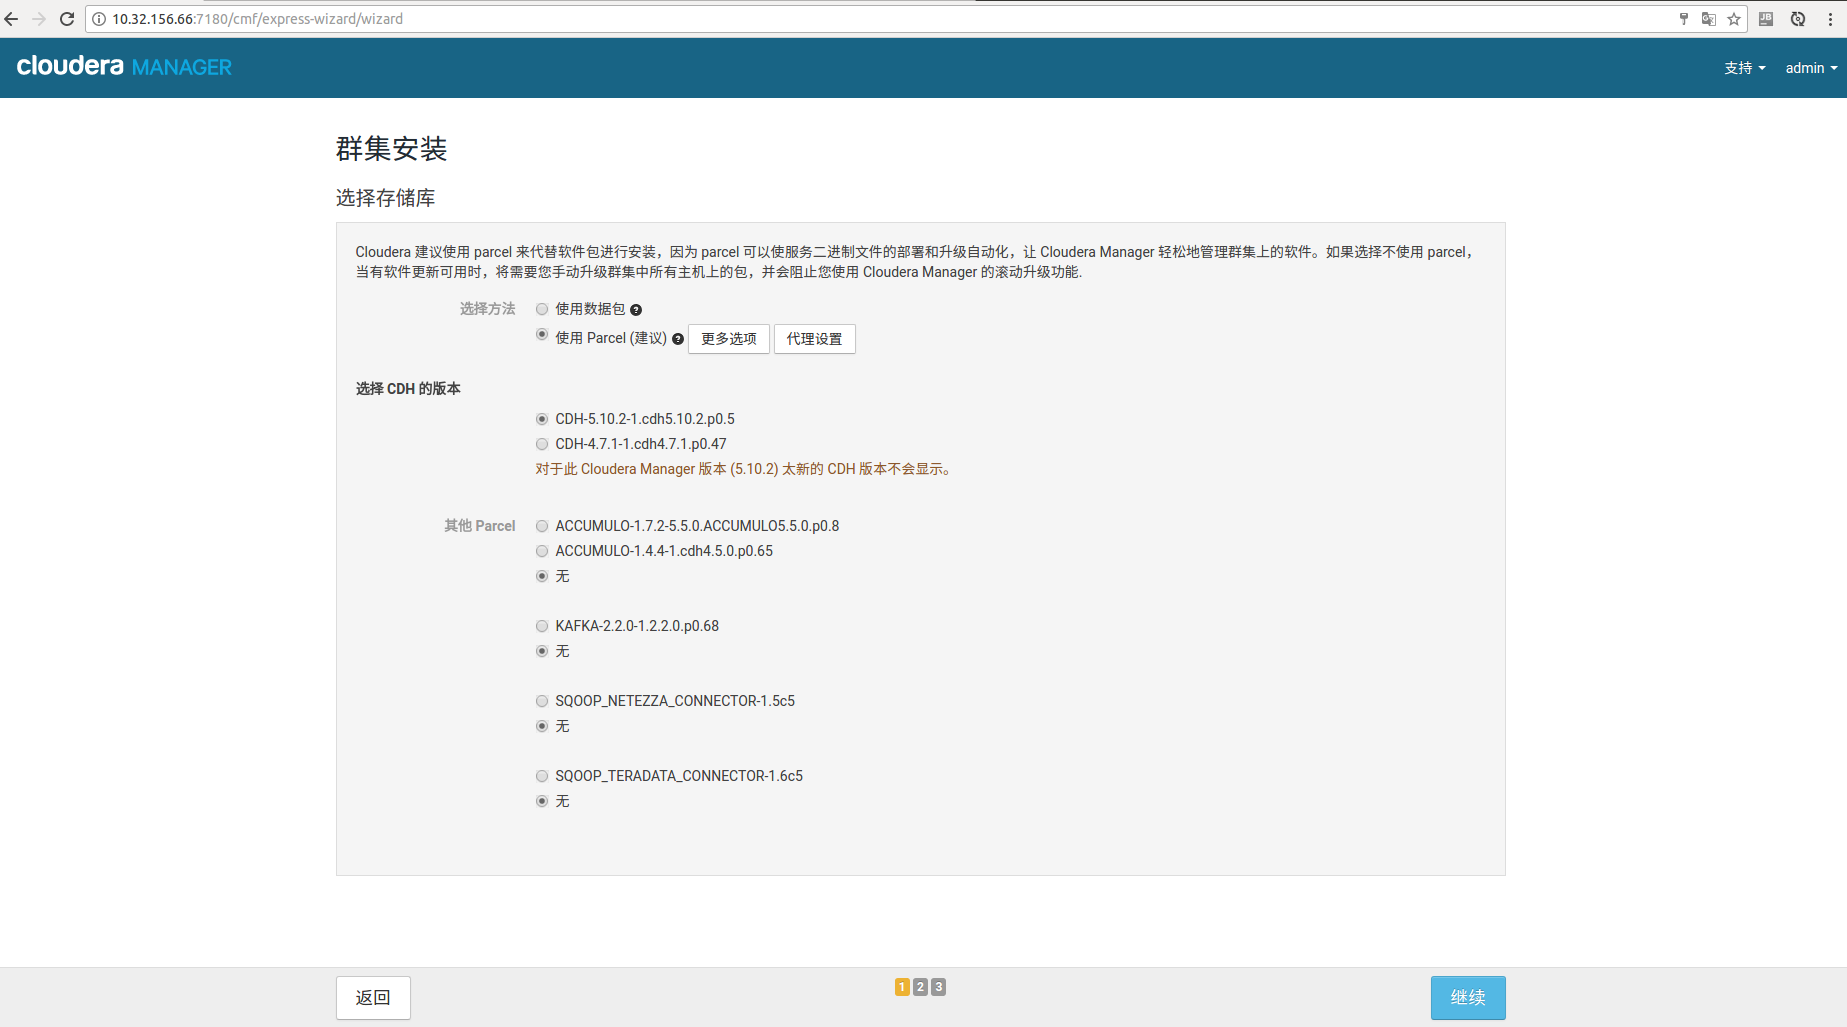 10.32.156.66:7180/cmf/express-wizard/wizard
JB
cloudera MANAGER
支持
admin
群集安装
选择存储库
Cloudera 建议使用 parcel 来代替软件包进行安装，因为 parcel 可以使服务二进制文件的部署和升级自动化，让 Cloudera Manager 轻松地管理群集上的软件。如果选择不使用 parcel，
当有软件更新可用时，将需要您手动升级群集中所有主机上的包，并会阻止您使用 Cloudera Manager 的滚动升级功能.
选择方法
使用数据包 ?
使用 Parcel (建议) ? 更多选项 代理设置
选择 CDH 的版本
CDH-5.10.2-1.cdh5.10.2.p0.5
CDH-4.7.1-1.cdh4.7.1.p0.47
对于此 Cloudera Manager 版本 (5.10.2) 太新的 CDH 版本不会显示。
其他 Parcel
ACCUMULO-1.7.2-5.5.0.ACCUMULO5.5.0.p0.8
ACCUMULO-1.4.4-1.cdh4.5.0.p0.65
无
KAFKA-2.2.0-1.2.2.0.p0.68
无
SQOOP_NETEZZA_CONNECTOR-1.5c5
无
SQOOP_TERADATA_CONNECTOR-1.6c5
无
返回
1 2 3
继续